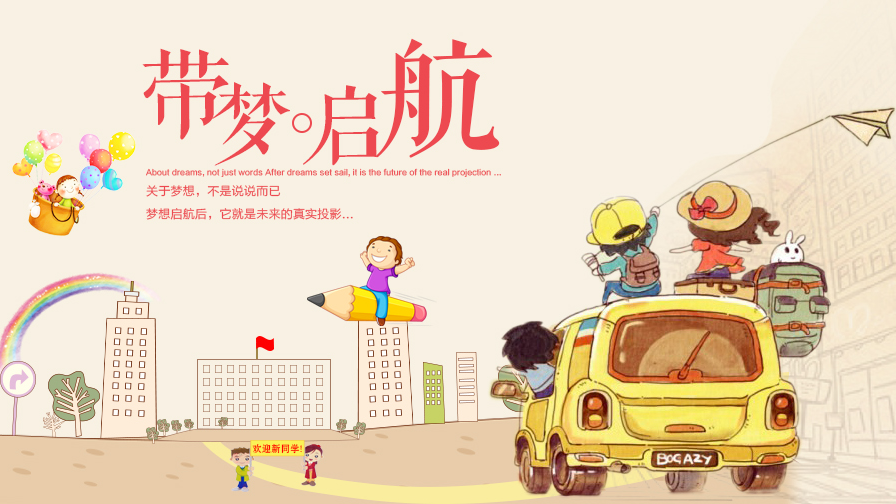 带梦。启航
About dreams, not just words After dreams set sail, it is the future of the real projection ...
关于梦想，不是说说而已
梦想启航后，它就是未来的真实投影...
欢迎新同学!
BOGAZY